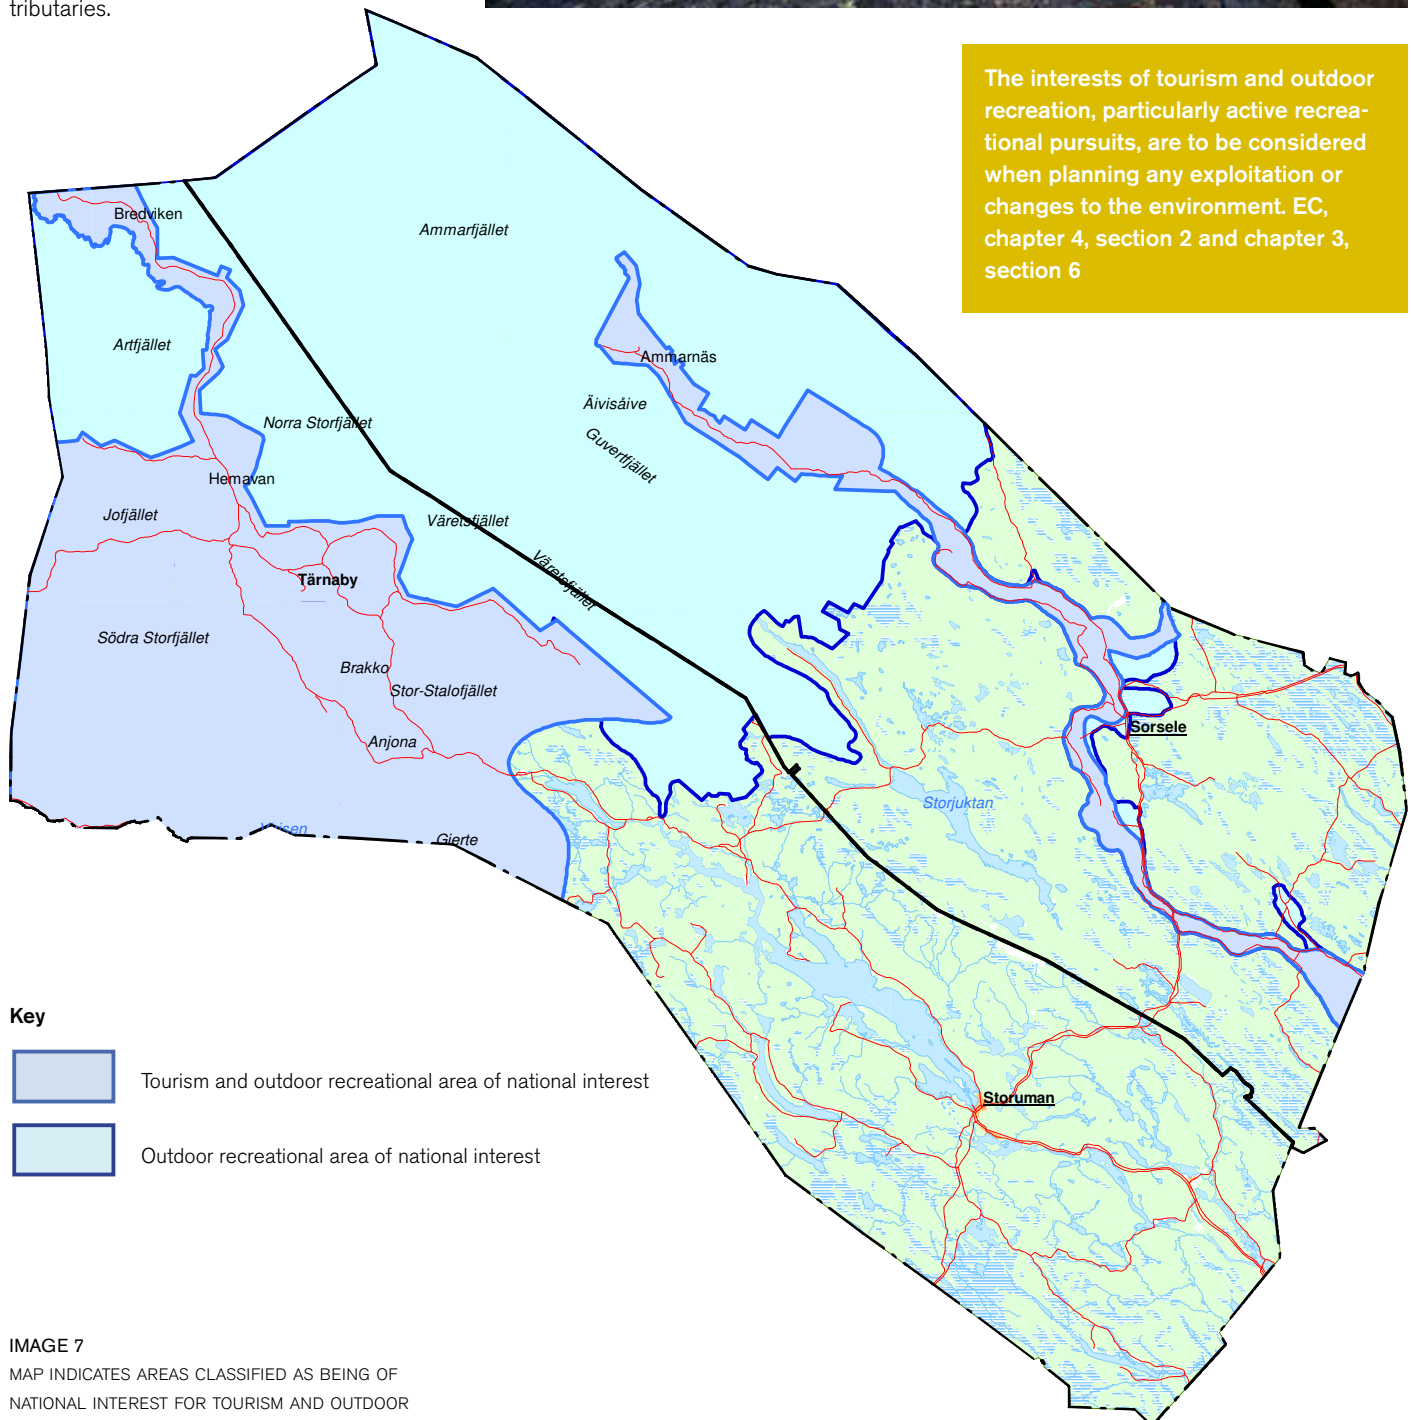 tributaries.
The interests of tourism and outdoor
recreation, particularly active recrea-
tional pursuits, are to be considered
when planning any exploitation or
changes to the environment. EC,
chapter 4, section 2 and chapter 3,
section 6
Bredviken
Ammarfjället
Artfjället
Ammarnäs
Äivisåive
Norra Storfjället
Guvertfjället
Hemavan
Jofjället
Väretsfjället
Väretsfjället
Tärnaby
Södra Storfjället
Brakko
Stor-Stalofjället
Anjona
Sorsele
Storjuktan
Gierte
Storuman
Key
Tourism and outdoor recreational area of national interest
Outdoor recreational area of national interest
IMAGE 7
MAP INDICATES AREAS CLASSIFIED AS BEING OF
NATIONAL INTEREST FOR TOURISM AND OUTDOOR